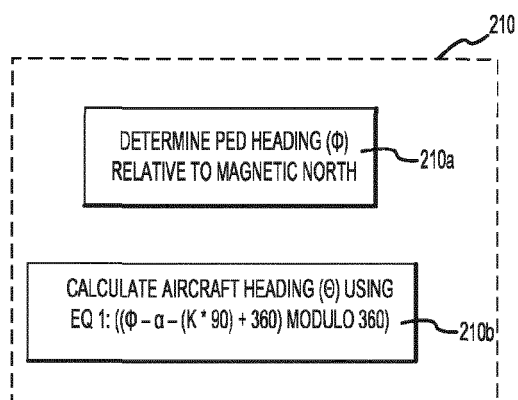 210
DETERMINE PED HEADING (Φ)
RELATIVE TO MAGNETIC NORTH
210a
CALCULATE AIRCRAFT HEADING (Θ) USING
EQ 1: ((Φ – α – (K * 90) + 360) MODULO 360)
210b